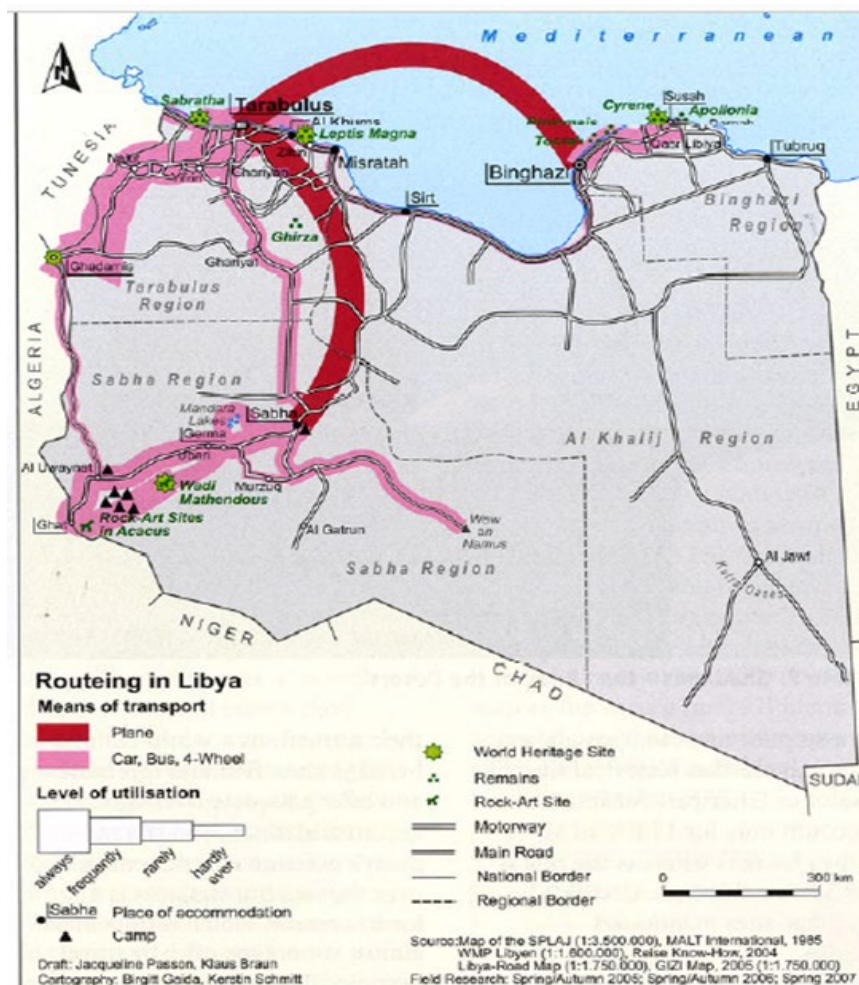 Mediterranean
N
Sabratha
Tarabulus
Al Khums
Leptis Magna
Zliten
Misratah
Cyrene
Susah
Apollonia
Qasr Libiya
Tubruq
Binghazi
Binghazi
Region
TUNESIA
Ghariyan
Sirt
Ghirza
Ghadamis
Ghariyat
Tarabulus
Region
ALGERIA
EGYPT
Sabha Region
Mandara
Lakes
Sabha
Germa
Ubari
Al Khalij Region
Al Uwaynat
Wadi
Mathendous
Murzuq
Ghat
Rock-Art Sites
in Acacus
Al Gatrun
Waw
an
Namus
Sabha
Region
Al Jawf
Kufra Oases
NIGER
CHAD
SUDAN
Routeing in Libya
Means of transport
Plane
Car, Bus, 4-Wheel
Level of utilisation
always
frequently
rarely
hardly
ever
Sabha Place of accommodation
Camp
World Heritage Site
Remains
Rock-Art Site
Motorway
Main Road
National Border
Regional Border
0 300 km
Draft: Jacqueline Passon, Klaus Braun
Cartography: Birgit Gaida, Kerstin Schmitt
Source:Map of the SPLAJ (1:3.500.000), MALT International, 1985
WMP Libyen (1:1.600.000), Reise Know-How, 2004
Libya-Road Map (1:1.750.000), GIZI Map, 2005 (1:1.750.000)
Field Research: Spring/Autumn 2005; Spring/Autumn 2006; Spring 2007